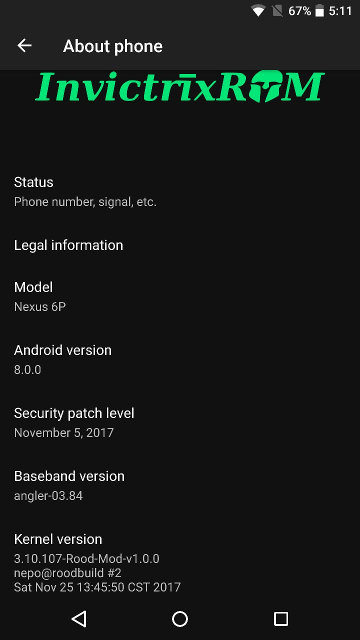 67% 5:11
About phone
InvictrīxROM
Status
Phone number, signal, etc.
Legal information
Model
Nexus 6P
Android version
8.0.0
Security patch level
November 5, 2017
Baseband version
angler-03.84
Kernel version
3.10.107-Rood-Mod-v1.0.0
nepo@roodbuild #2
Sat Nov 25 13:45:50 CST 2017